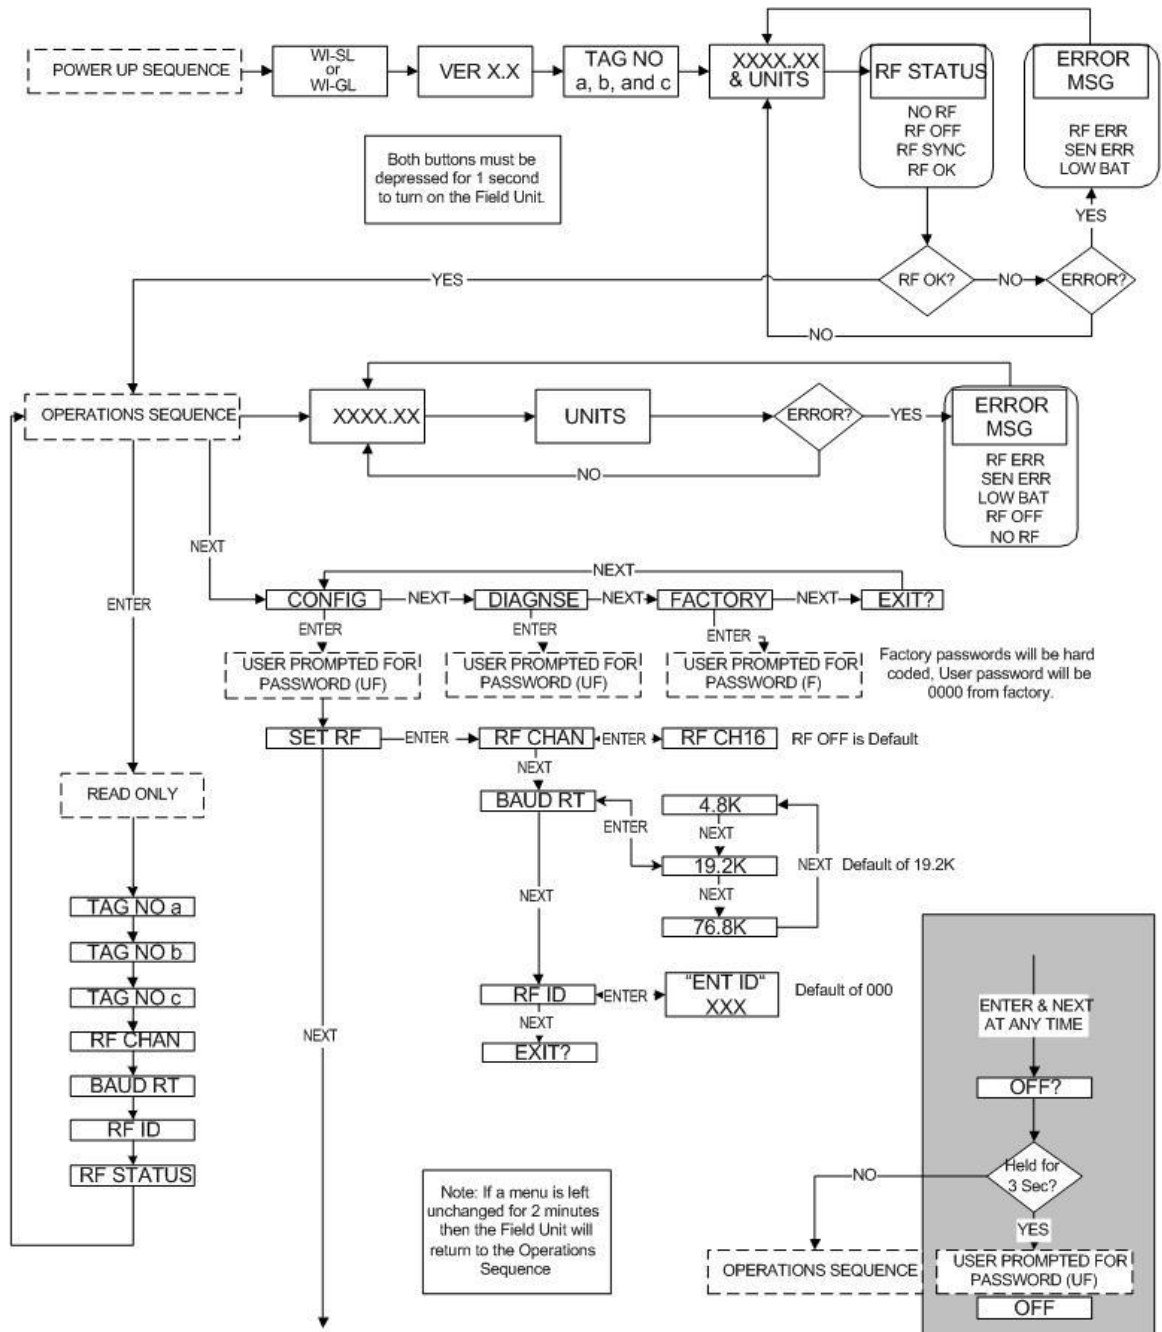 POWER UP SEQUENCE
WI-SL
or
WI-GL
VER X.X
TAG NO
a, b, and c
XXXX.XX
& UNITS
RF STATUS
NO RF
RF OFF
RF SYNC
RF OK
ERROR
MSG
RF ERR
SEN ERR
LOW BAT
Both buttons must be
depressed for 1 second
to turn on the Field Unit.
YES
RF OK?
NO
ERROR?
YES
NO
OPERATIONS SEQUENCE
XXXX.XX
UNITS
ERROR?
YES
ERROR
MSG
RF ERR
SEN ERR
LOW BAT
RF OFF
NO RF
NO
NEXT
ENTER
NEXT
CONFIG
NEXT
DIAGNSE
NEXT
FACTORY
NEXT
EXIT?
ENTER
ENTER
ENTER
USER PROMPTED FOR
PASSWORD (UF)
USER PROMPTED FOR
PASSWORD (UF)
USER PROMPTED FOR
PASSWORD (F)
Factory passwords will be hard
coded, User password will be
0000 from factory.
SET RF
ENTER
RF CHAN
ENTER
RF CH16
RF OFF is Default
NEXT
BAUD RT
ENTER
4.8K
NEXT
19.2K
NEXT
76.8K
NEXT
Default of 19.2K
NEXT
RF ID
ENTER
"ENT ID"
XXX
Default of 000
NEXT
EXIT?
NEXT
READ ONLY
TAG NO a
TAG NO b
TAG NO c
RF CHAN
BAUD RT
RF ID
RF STATUS
Note: If a menu is left
unchanged for 2 minutes
then the Field Unit will
return to the Operations
Sequence
ENTER & NEXT
AT ANY TIME
OFF?
Held for
3 Sec?
NO
YES
OPERATIONS SEQUENCE
USER PROMPTED FOR
PASSWORD (UF)
OFF